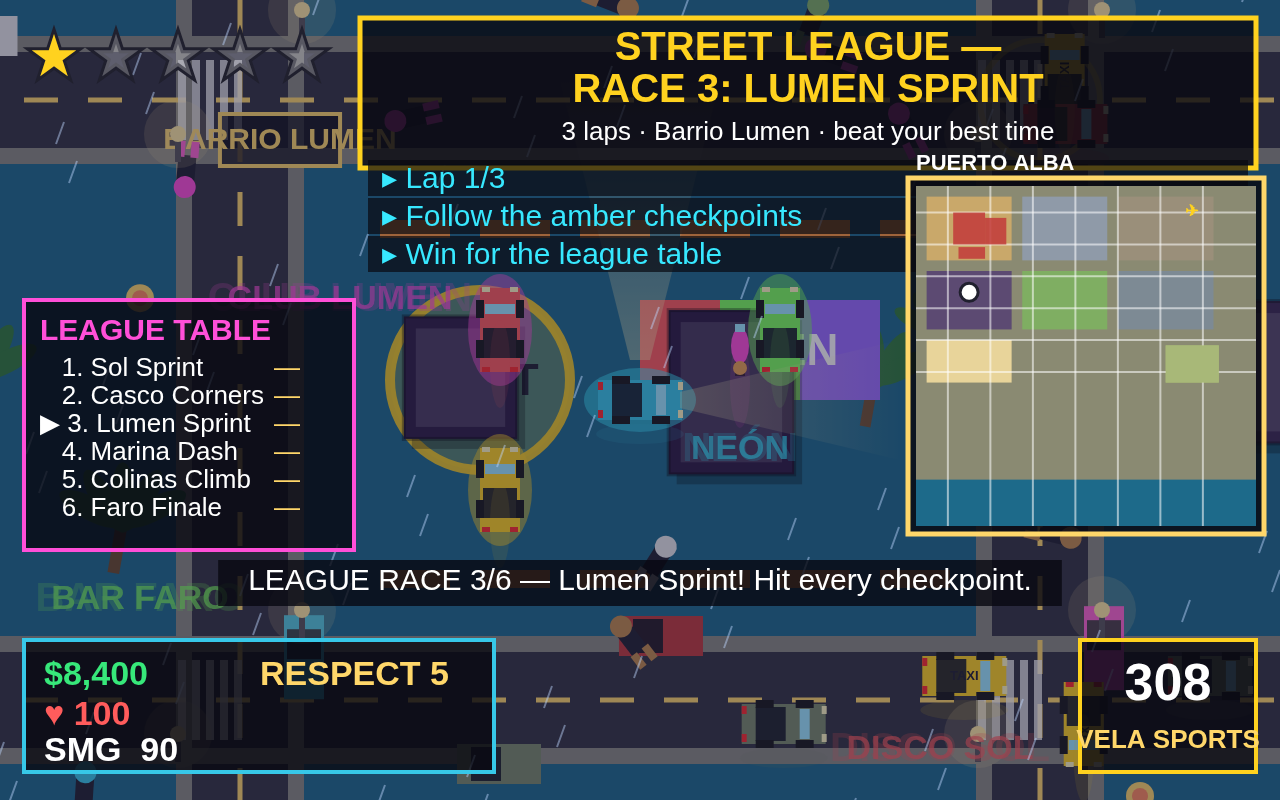 STREET LEAGUE —
RACE 3: LUMEN SPRINT
3 laps · Barrio Lumen · beat your best time
BARRIO LUMEN
PUERTO ALBA
▸ Lap 1/3
▸ Follow the amber checkpoints
▸ Win for the league table
CLUB LUMEN
LEAGUE TABLE
1. Sol Sprint —
2. Casco Corners —
▶ 3. Lumen Sprint —
4. Marina Dash —
5. Colinas Climb —
6. Faro Finale —
NEÓN
LEAGUE RACE 3/6 — Lumen Sprint! Hit every checkpoint.
BAR FARO
$8,400
RESPECT 5
♥ 100
SMG 90
TAXI
DISCO SOL
308
VELA SPORTS